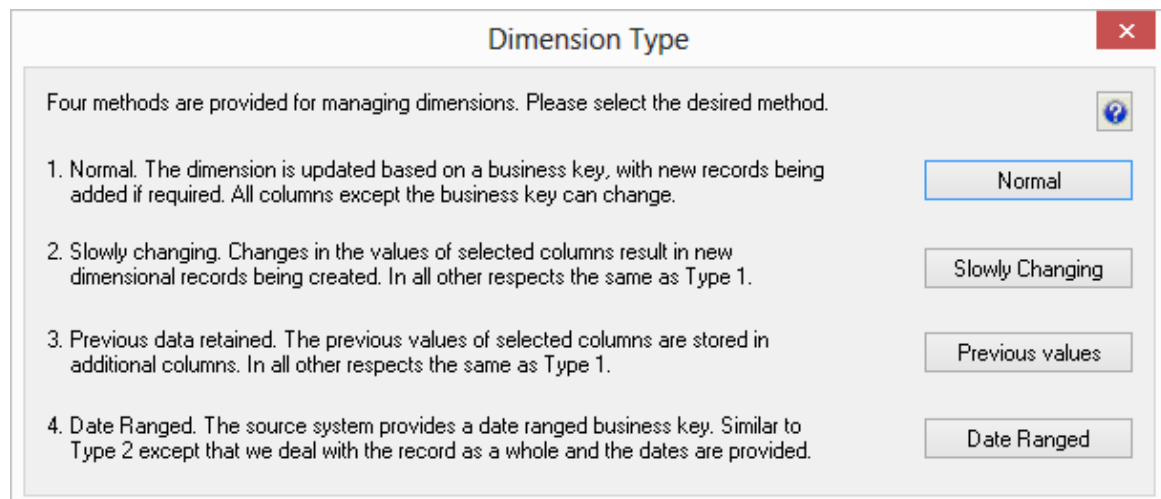 Dimension Type
Four methods are provided for managing dimensions. Please select the desired method.
1. Normal. The dimension is updated based on a business key, with new records being
added if required. All columns except the business key can change.
Normal
2. Slowly changing. Changes in the values of selected columns result in new
dimensional records being created. In all other respects the same as Type 1.
Slowly Changing
3. Previous data retained. The previous values of selected columns are stored in
additional columns. In all other respects the same as Type 1.
Previous values
4. Date Ranged. The source system provides a date ranged business key. Similar to
Type 2 except that we deal with the record as a whole and the dates are provided.
Date Ranged